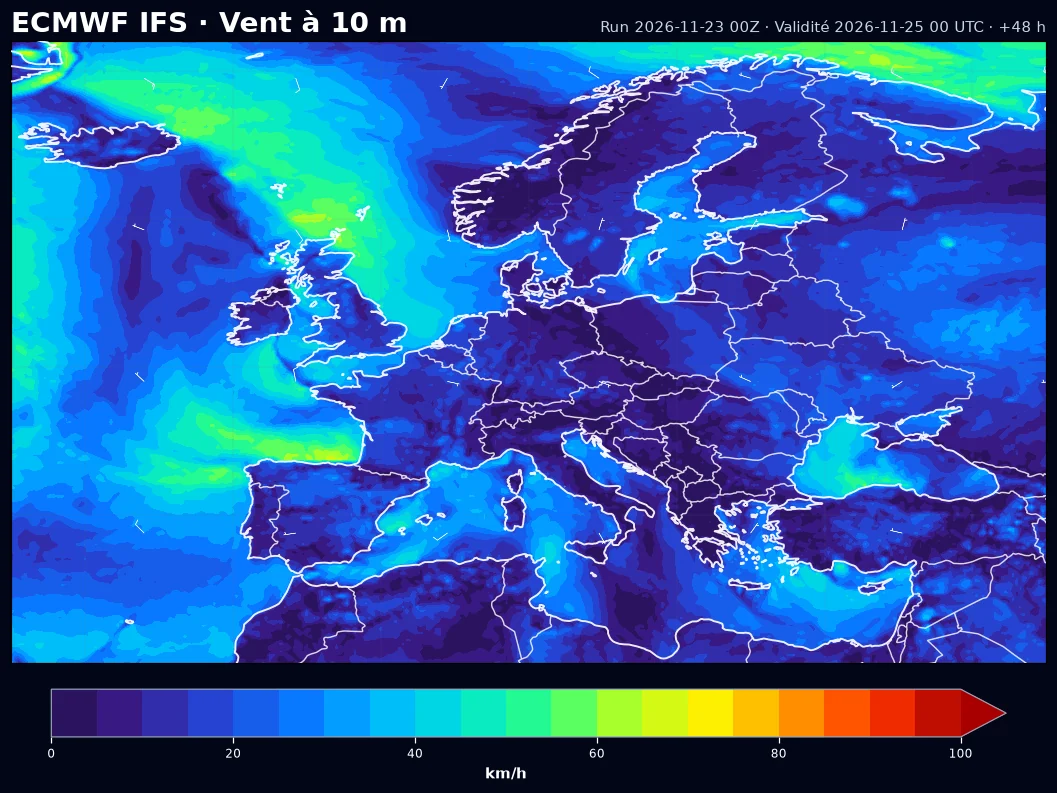 ECMWF IFS · Vent à 10 m
Run 2026-11-23 00Z · Validité 2026-11-25 00 UTC · +48 h
0 20 40 60 80 100
km/h